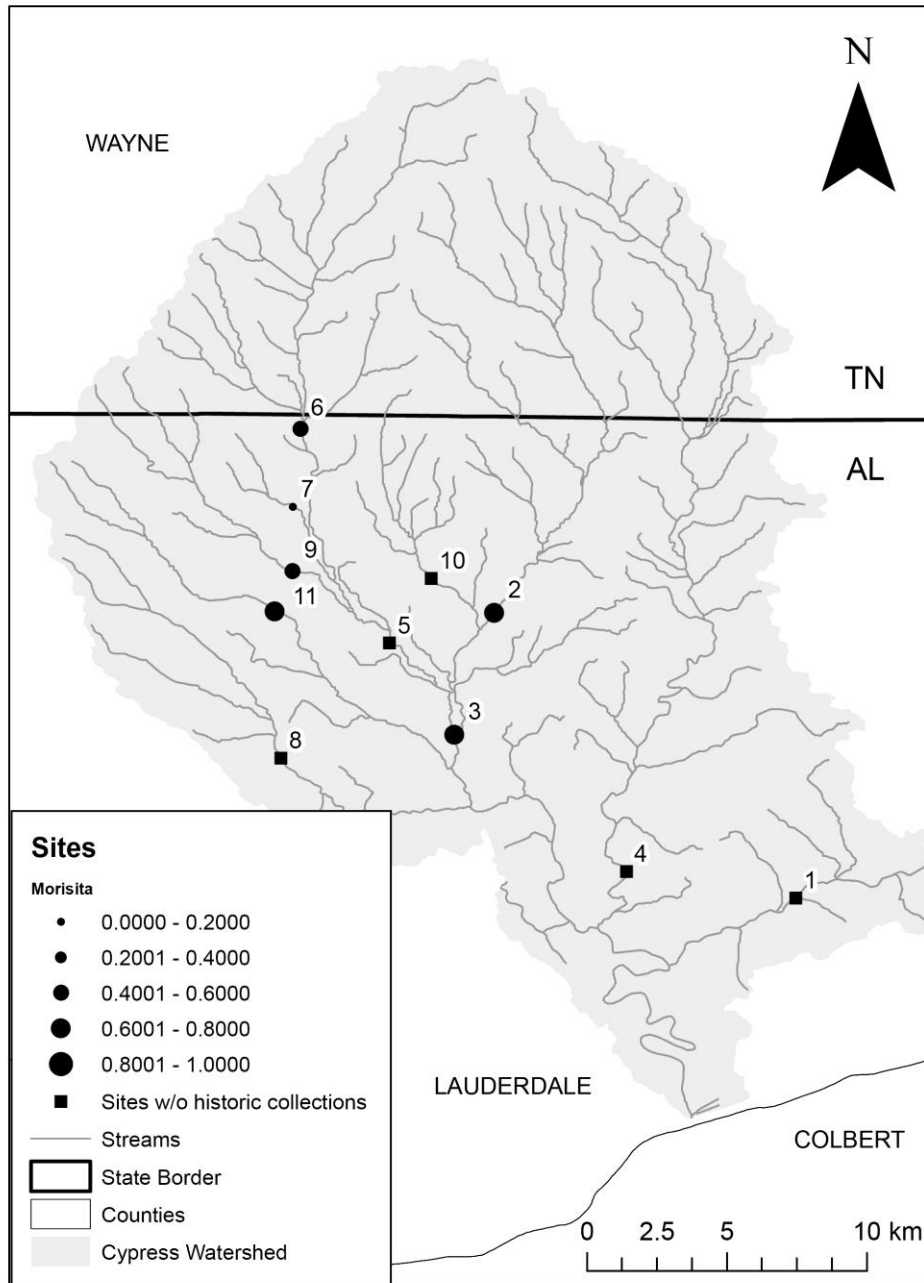 N
WAYNE
TN
AL
6
7
9
10
11
2
5
3
8
4
1
Sites
Morisita
0.0000 - 0.2000
0.2001 - 0.4000
0.4001 - 0.6000
0.6001 - 0.8000
0.8001 - 1.0000
Sites w/o historic collections
Streams
State Border
Counties
Cypress Watershed
LAUDERDALE
COLBERT
0 2.5 5 10 km